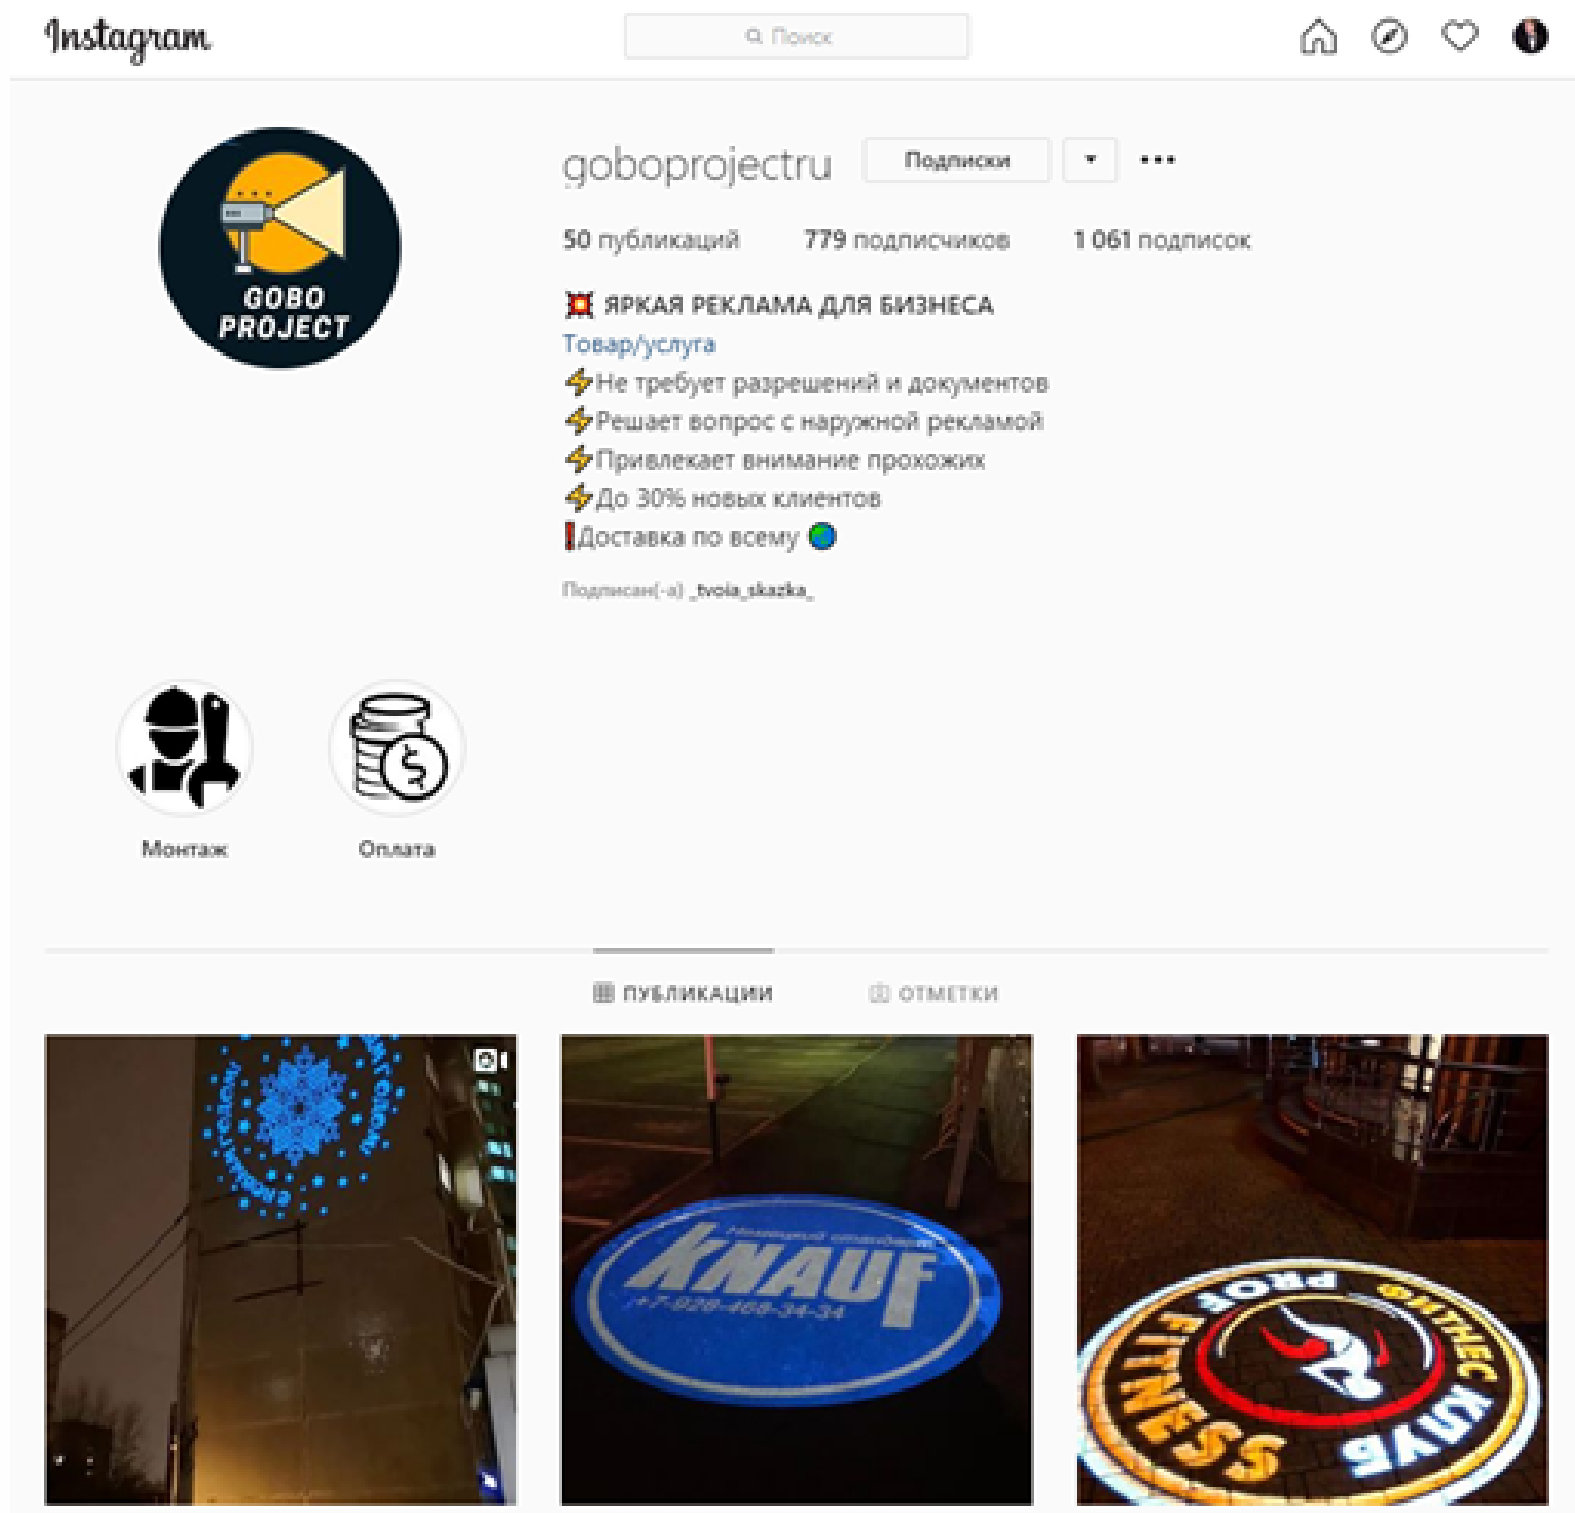 Instagram
Поиск
GOBO
PROJECT
goboprojectru
Подписки
50 публикаций 779 подписчиков 1 061 подписок
💥 ЯРКАЯ РЕКЛАМА ДЛЯ БИЗНЕСА
Товар/услуга
⚡Не требует разрешений и документов
⚡Решает вопрос с наружной рекламой
⚡Привлекает внимание прохожих
⚡До 30% новых клиентов
❗Доставка по всему 🌏
Подписан(-а) _tvoia_skazka_
Монтаж
Оплата
ПУБЛИКАЦИИ
ОТМЕТКИ
KNAUF
+7-928-468-34-34
PROF FITNESS
ФИТНЕС КЛУБ